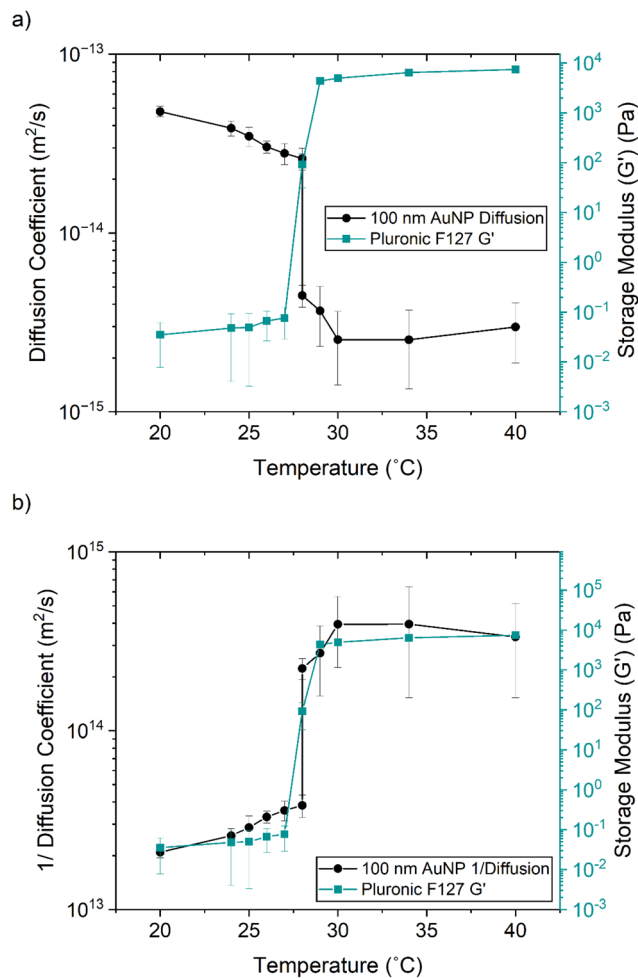 a)
10⁻¹³
10⁻¹⁴
10⁻¹⁵
Diffusion Coefficient (m²/s)
100 nm AuNP Diffusion
Pluronic F127 G'
10⁴
10³
10²
10¹
10⁰
10⁻¹
10⁻²
10⁻³
Storage Modulus (G') (Pa)
20 25 30 35 40
Temperature (˚C)
b)
10¹⁵
10¹⁴
10¹³
1/ Diffusion Coefficient (m²/s)
100 nm AuNP 1/Diffusion
Pluronic F127 G'
10⁵
10⁴
10³
10²
10¹
10⁰
10⁻¹
10⁻²
10⁻³
Storage Modulus (G') (Pa)
20 25 30 35 40
Temperature (˚C)